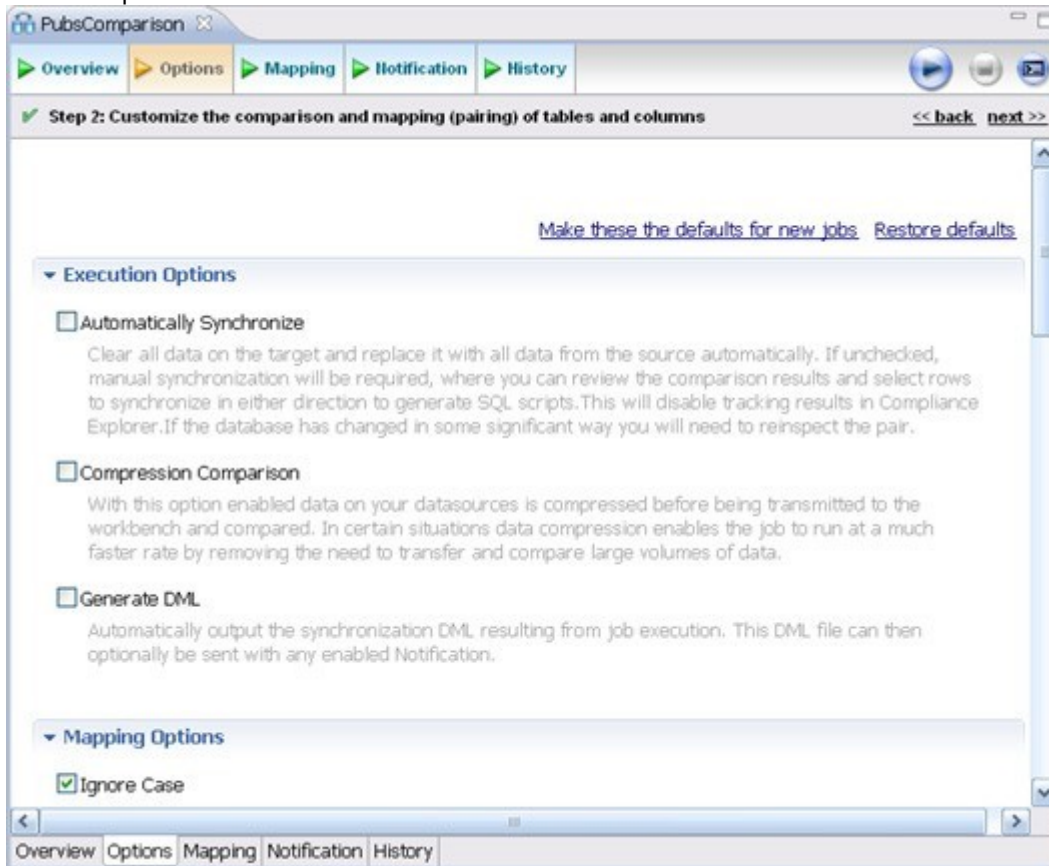 PubsComparison
Overview Options Mapping Notification History
Step 2: Customize the comparison and mapping (pairing) of tables and columns << back next >>
Make these the defaults for new jobs Restore defaults
Execution Options
Automatically Synchronize
Clear all data on the target and replace it with all data from the source automatically. If unchecked,
manual synchronization will be required, where you can review the comparison results and select rows
to synchronize in either direction to generate SQL scripts.This will disable tracking results in Compliance
Explorer.If the database has changed in some significant way you will need to reinspect the pair.
Compression Comparison
With this option enabled data on your datasources is compressed before being transmitted to the
workbench and compared. In certain situations data compression enables the job to run at a much
faster rate by removing the need to transfer and compare large volumes of data.
Generate DML
Automatically output the synchronization DML resulting from job execution. This DML file can then
optionally be sent with any enabled Notification.
Mapping Options
Ignore Case
Overview Options Mapping Notification History